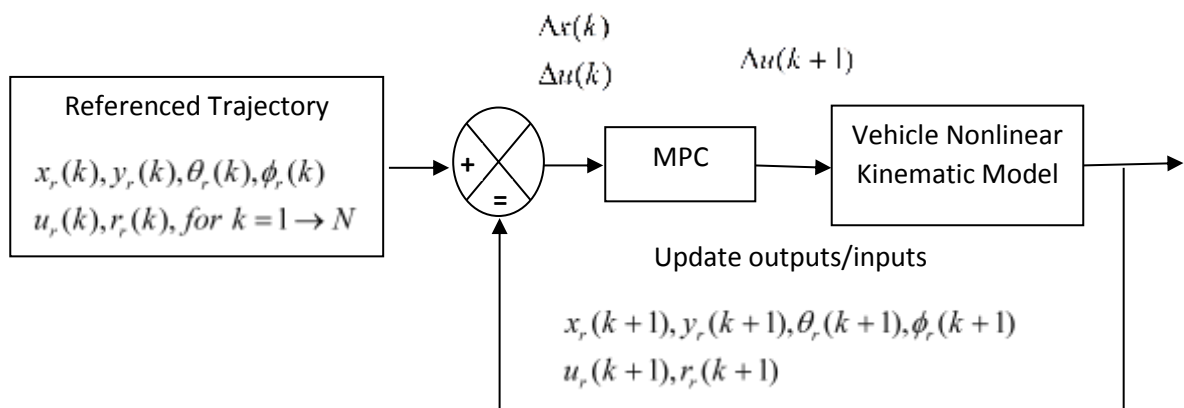 Δx(k)
Δu(k)
Δu(k + 1)
Referenced Trajectory
x_r(k), y_r(k), θ_r(k), ϕ_r(k)
u_r(k), r_r(k), for k = 1 → N
+
=
MPC
Vehicle Nonlinear
Kinematic Model
Update outputs/inputs
x_r(k + 1), y_r(k + 1), θ_r(k + 1), ϕ_r(k + 1)
u_r(k + 1), r_r(k + 1)